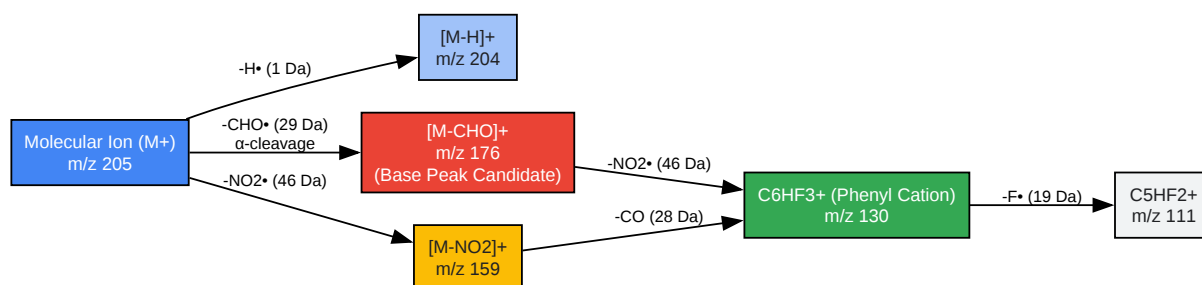 [M-H]+
m/z 204
-H• (1 Da)
Molecular Ion (M+)
m/z 205
-CHO• (29 Da)
α-cleavage
[M-CHO]+
m/z 176
(Base Peak Candidate)
-NO2• (46 Da)
-NO2• (46 Da)
[M-NO2]+
m/z 159
-CO (28 Da)
C6HF3+ (Phenyl Cation)
m/z 130
-F• (19 Da)
C5HF2+
m/z 111